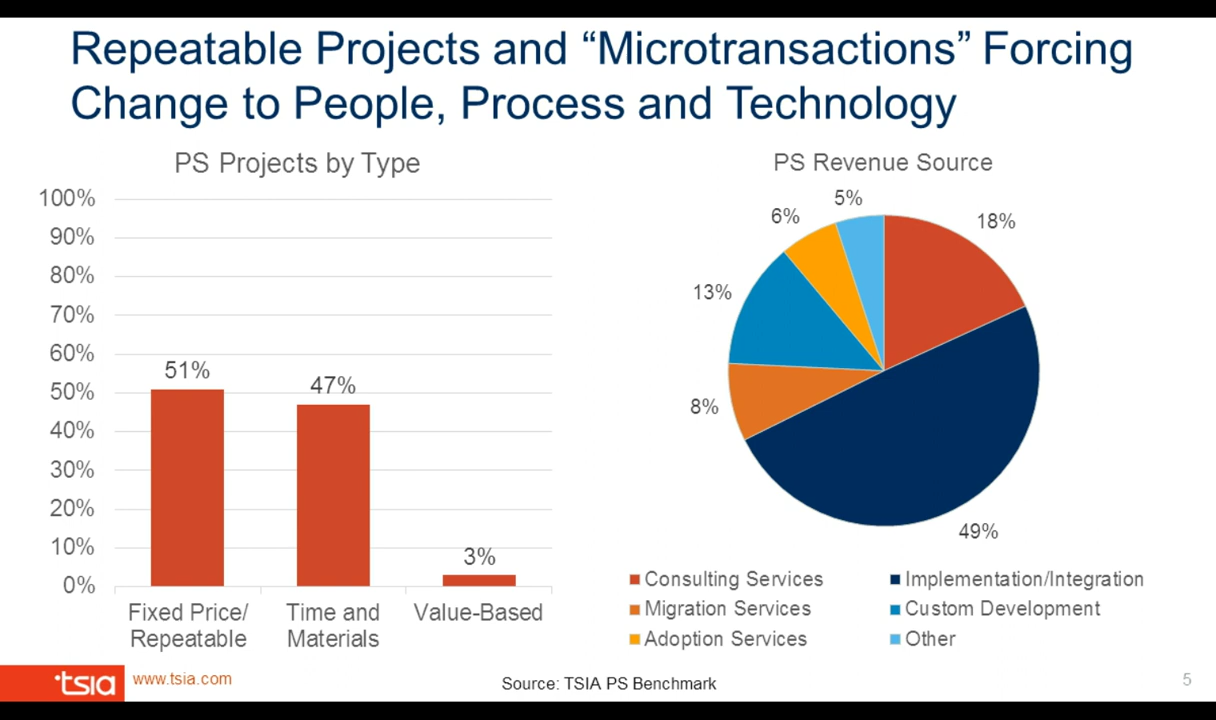 Repeatable Projects and “Microtransactions” Forcing
Change to People, Process and Technology
PS Projects by Type
100%
90%
80%
70%
60%
50%
40%
30%
20%
10%
0%
51%
47%
3%
Fixed Price/
Repeatable
Time and
Materials
Value-Based
PS Revenue Source
5%
6%
18%
13%
8%
49%
Consulting Services
Implementation/Integration
Migration Services
Custom Development
Adoption Services
Other
tsia
www.tsia.com
Source: TSIA PS Benchmark
5